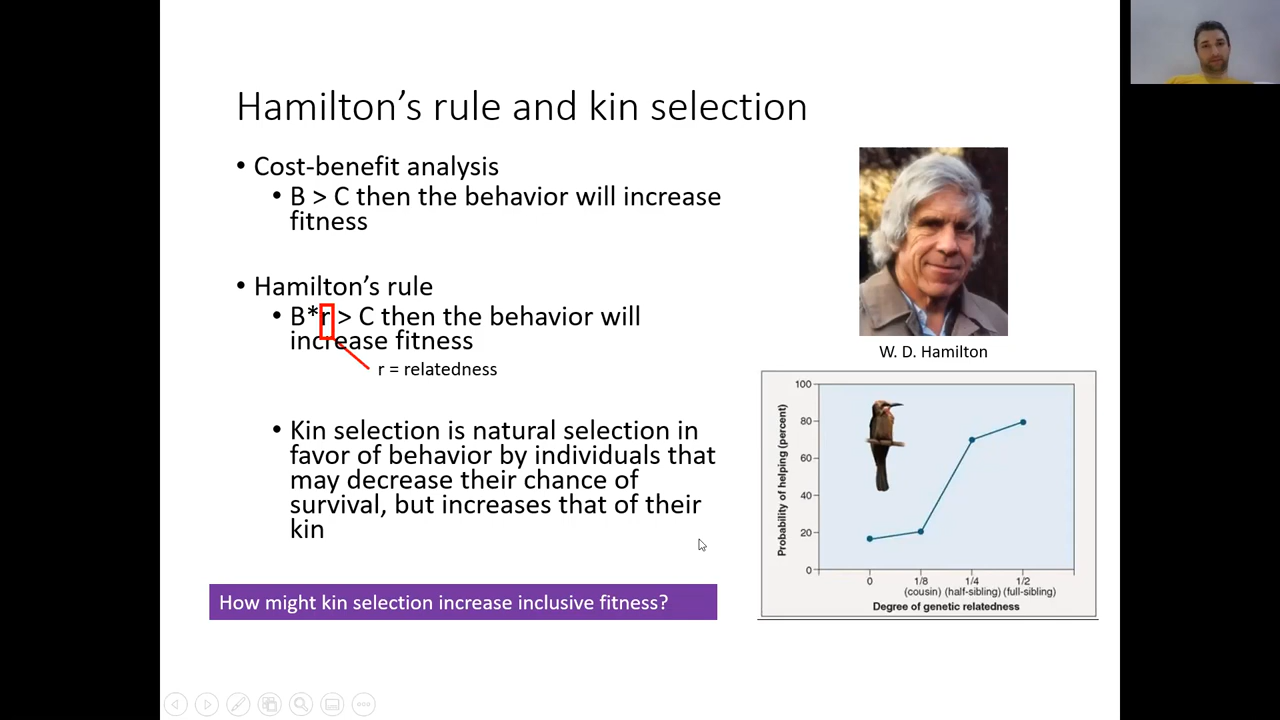 Hamilton's rule and kin selection
• Cost-benefit analysis
• B > C then the behavior will increase
fitness
• Hamilton's rule
• B*r > C then the behavior will
increase fitness
r = relatedness
• Kin selection is natural selection in
favor of behavior by individuals that
may decrease their chance of
survival, but increases that of their
kin
How might kin selection increase inclusive fitness?
W. D. Hamilton
Probability of helping (percent)
100
80
60
40
20
0
0 1/8 1/4 1/2
(cousin) (half-sibling) (full-sibling)
Degree of genetic relatedness